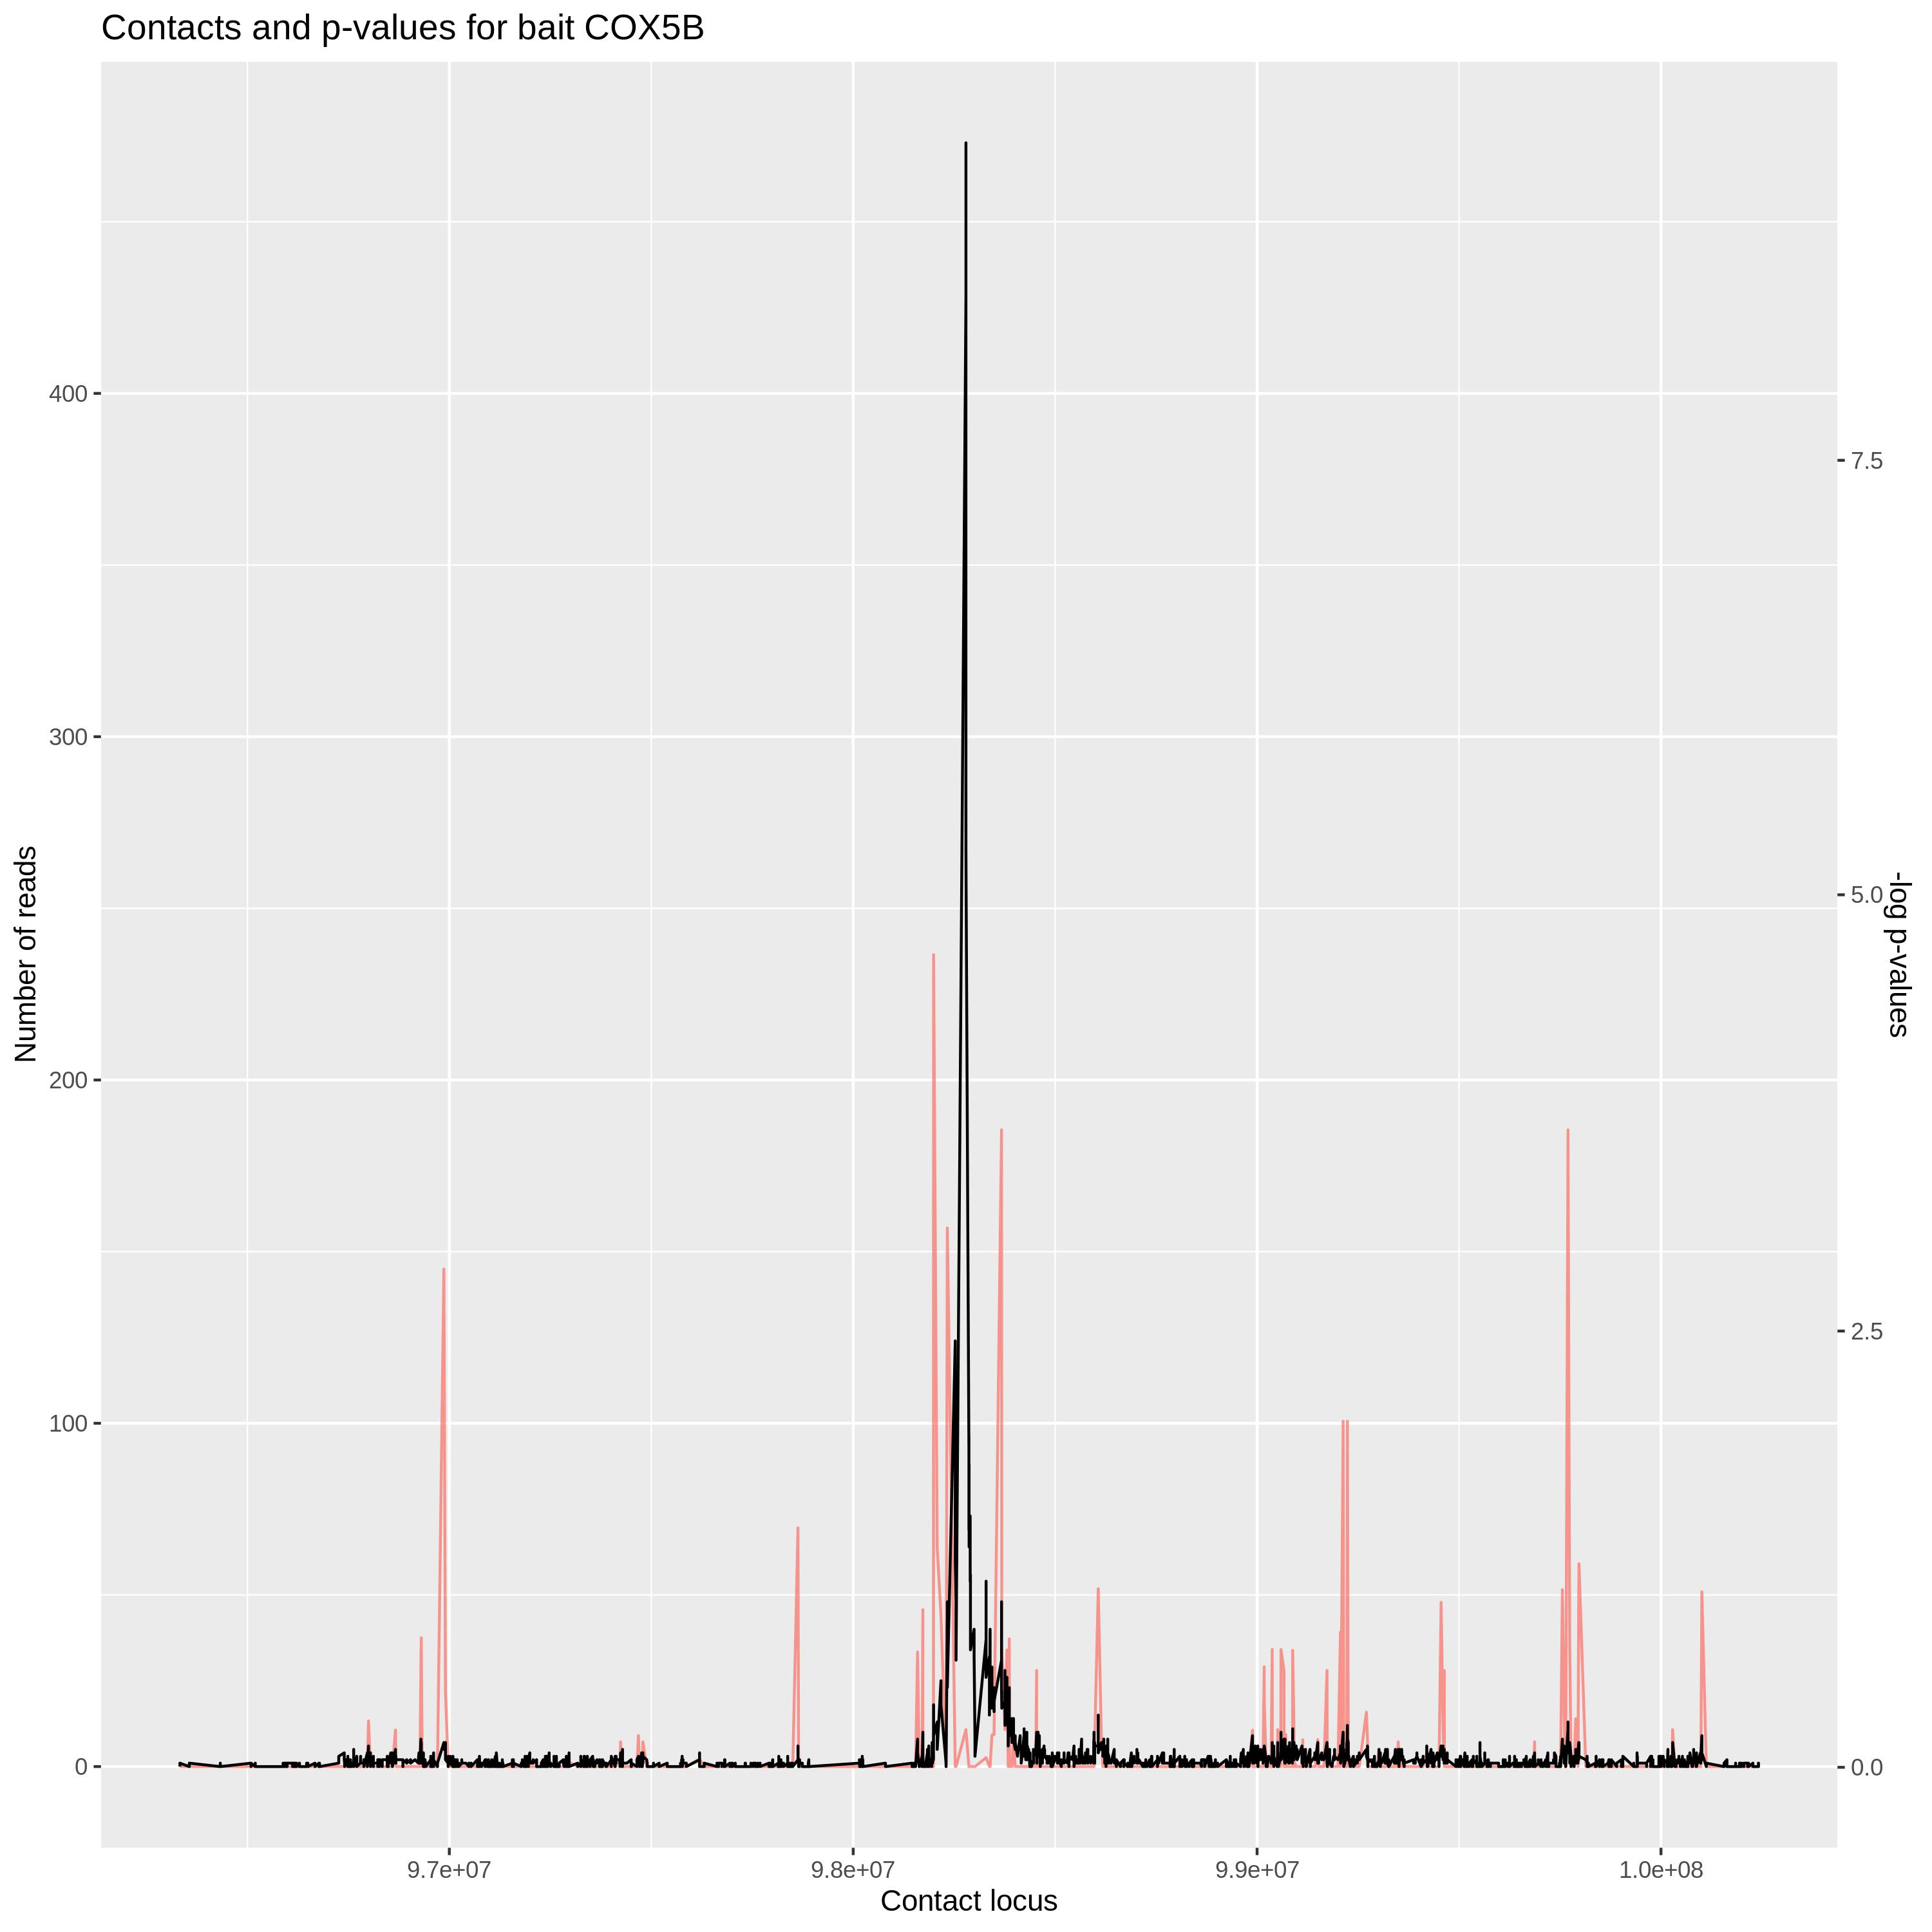 Contacts and p-values for bait COX5B
Number of reads
400
300
200
100
0
7.5
5.0
2.5
0.0
-log p-values
9.7e+07 9.8e+07 9.9e+07 1.0e+08
Contact locus